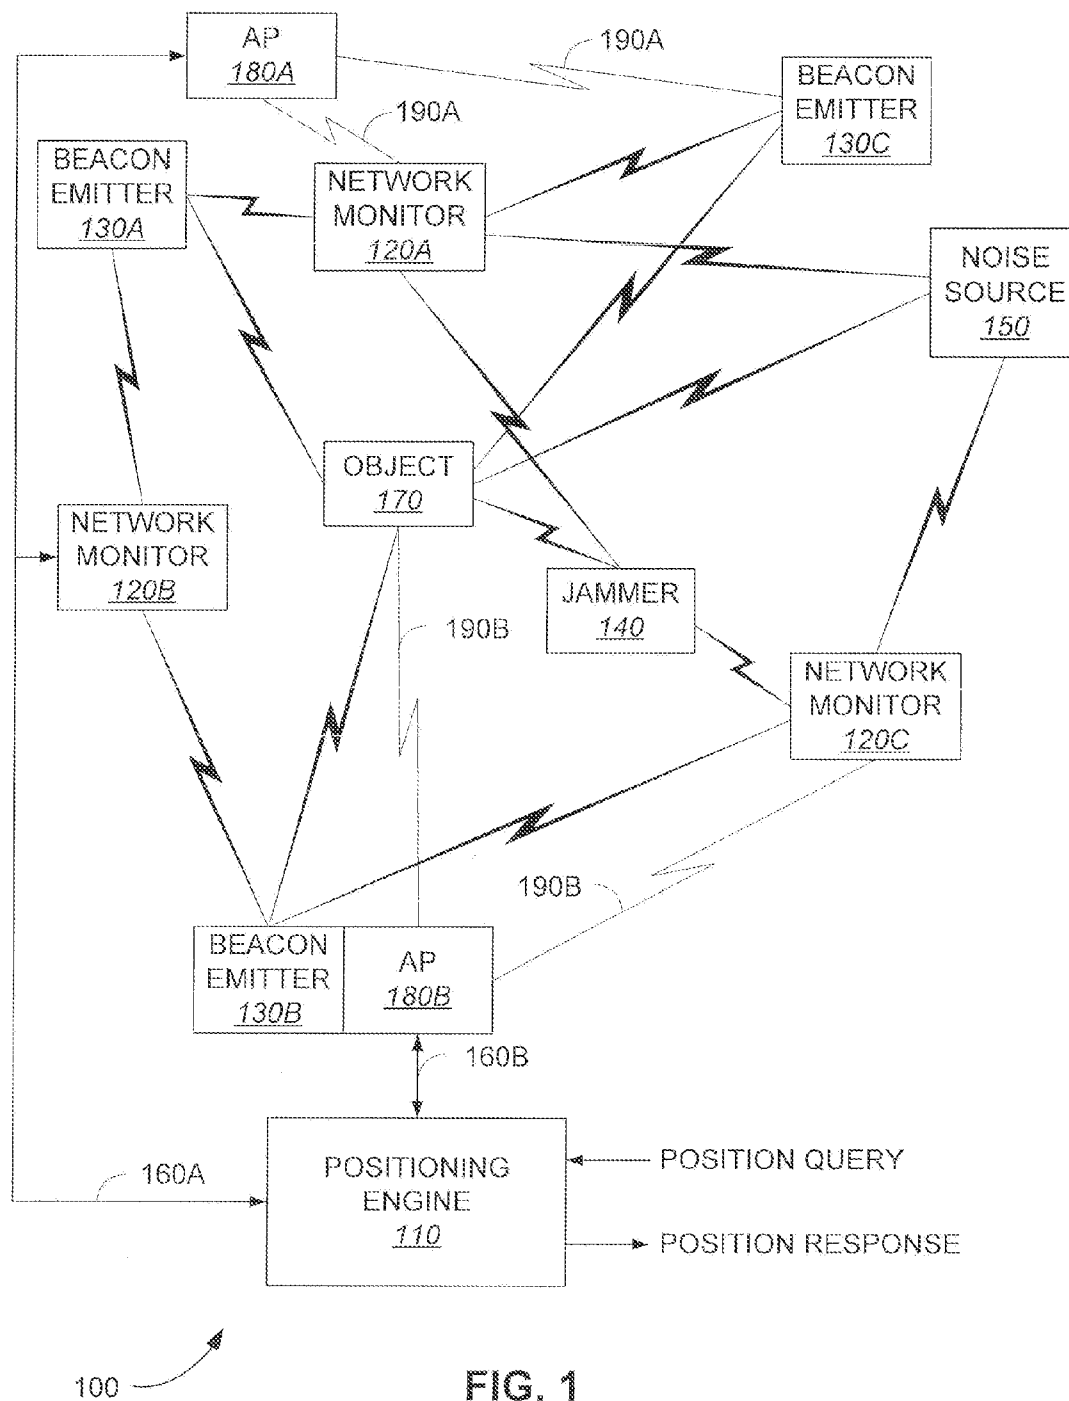 AP
180A
190A
BEACON
EMITTER
130C
190A
BEACON
EMITTER
130A
NETWORK
MONITOR
120A
NOISE
SOURCE
150
OBJECT
170
NETWORK
MONITOR
120B
JAMMER
140
190B
NETWORK
MONITOR
120C
190B
BEACON
EMITTER
130B
AP
180B
160B
POSITIONING
ENGINE
110
POSITION QUERY
160A
POSITION RESPONSE
100
FIG. 1